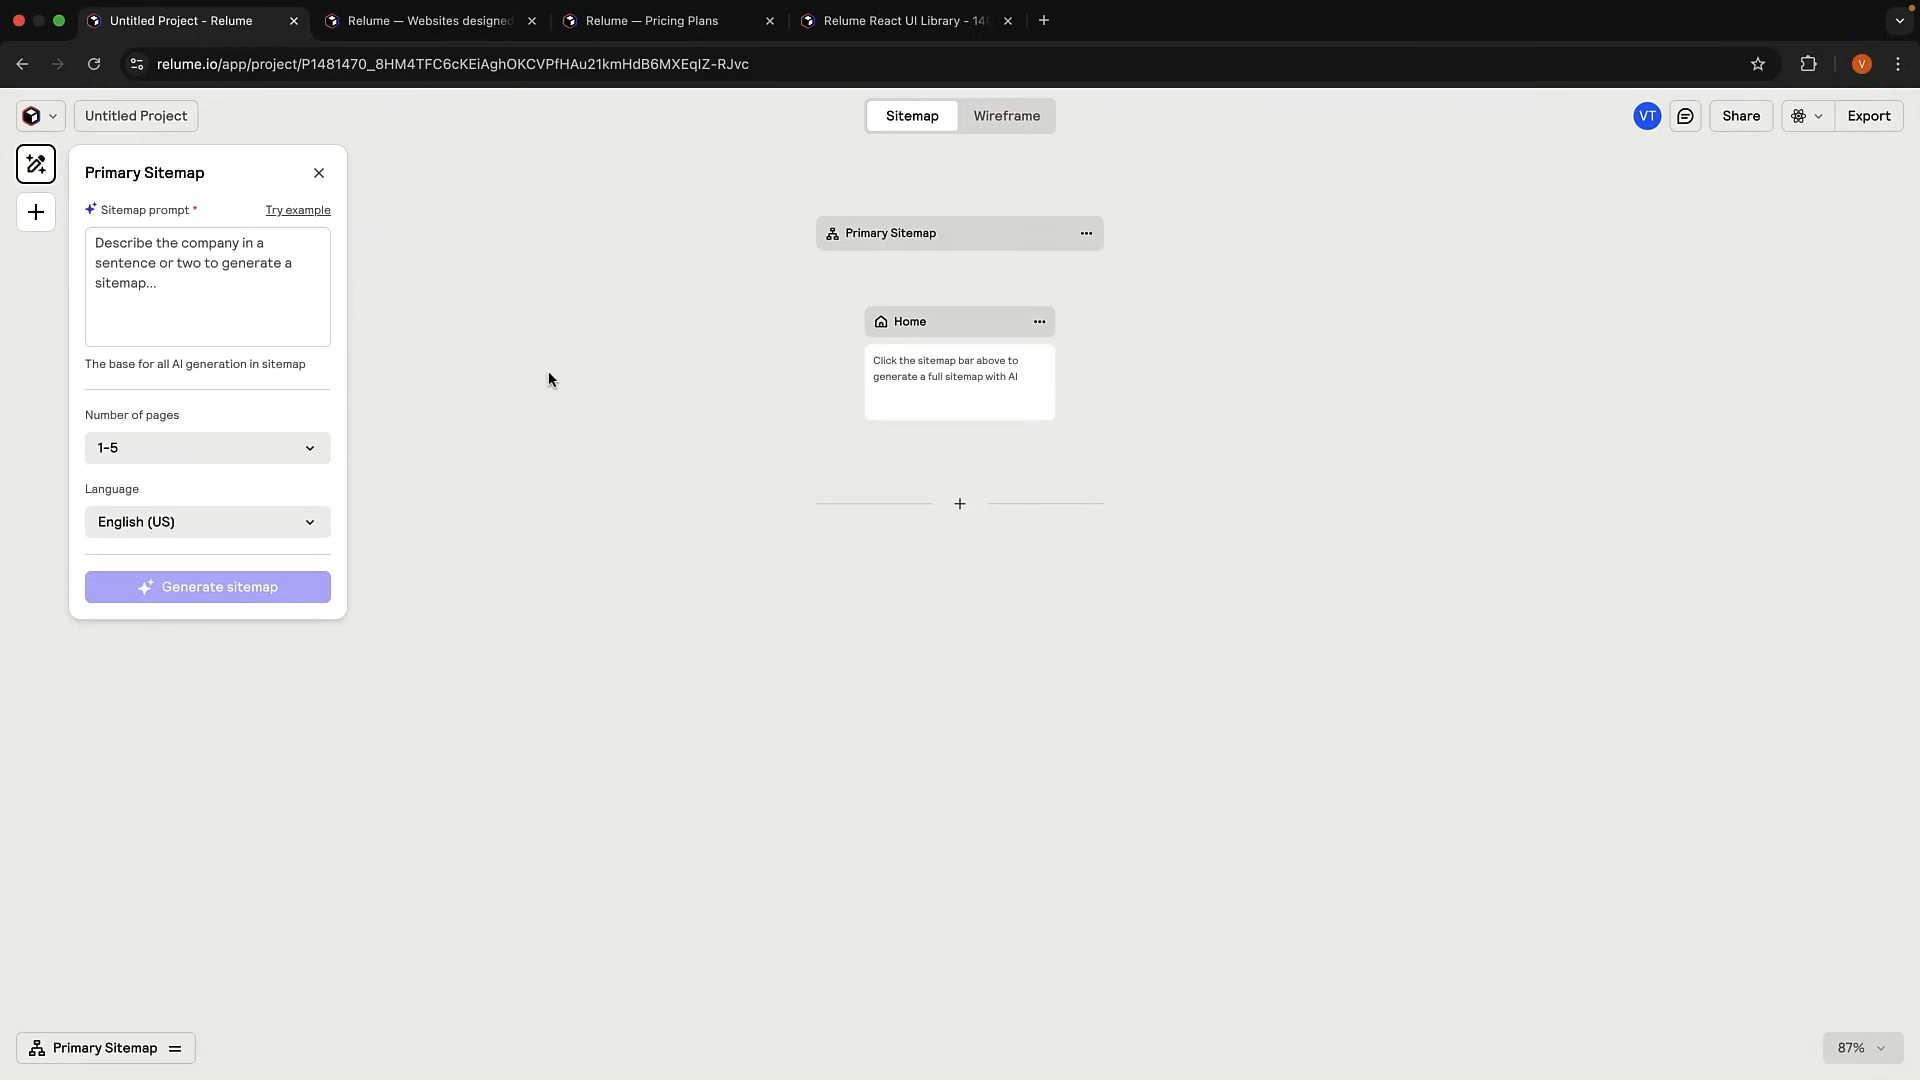 Untitled Project - Relume
Relume — Websites designed
Relume — Pricing Plans
Relume React UI Library - 14
relume.io/app/project/P1481470_8HM4TFC6cKEiAghOKCVPfHAu21kmHdB6MXEqIZ-RJvc
V
Untitled Project
Sitemap
Wireframe
VT
Share
Export
Primary Sitemap
Sitemap prompt *
Try example
Describe the company in a
sentence or two to generate a
sitemap...
The base for all AI generation in sitemap
Number of pages
1-5
Language
English (US)
Generate sitemap
Primary Sitemap
Home
Click the sitemap bar above to
generate a full sitemap with AI
Primary Sitemap
87%